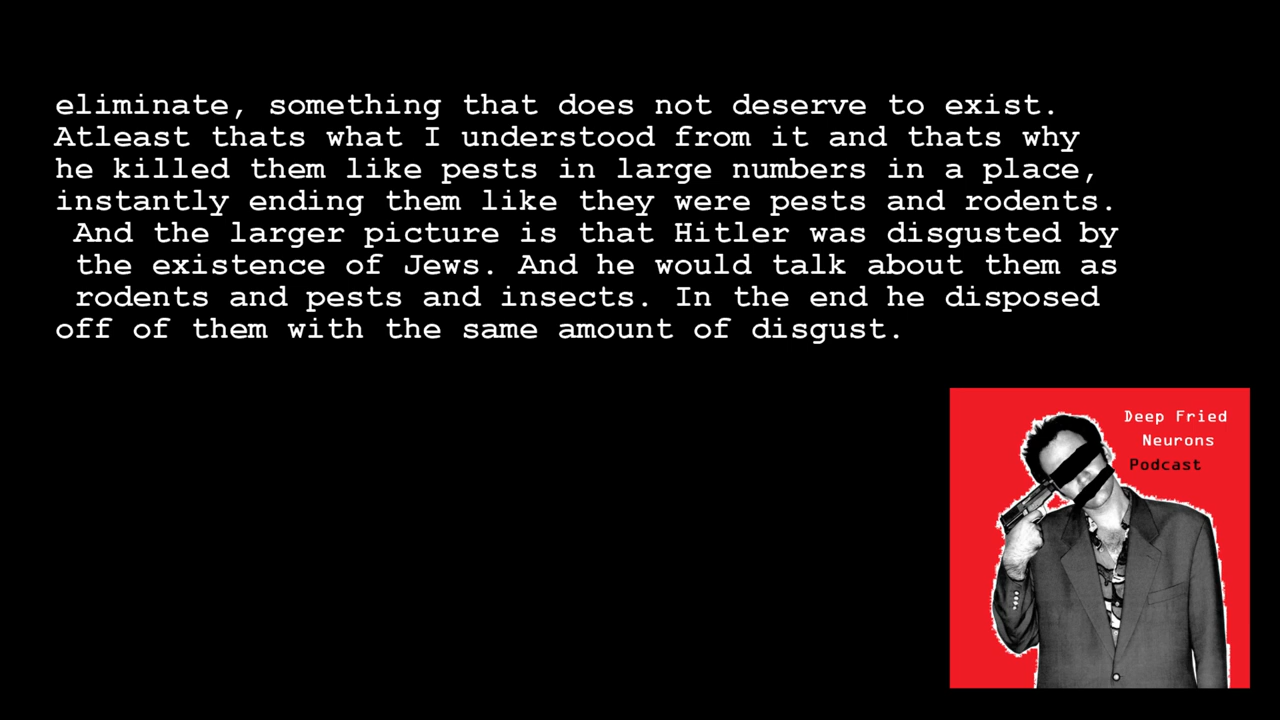 eliminate, something that does not deserve to exist.
Atleast thats what I understood from it and thats why
he killed them like pests in large numbers in a place,
instantly ending them like they were pests and rodents.
And the larger picture is that Hitler was disgusted by
the existence of Jews. And he would talk about them as
rodents and pests and insects. In the end he disposed
off of them with the same amount of disgust.
Deep Fried
Neurons
Podcast